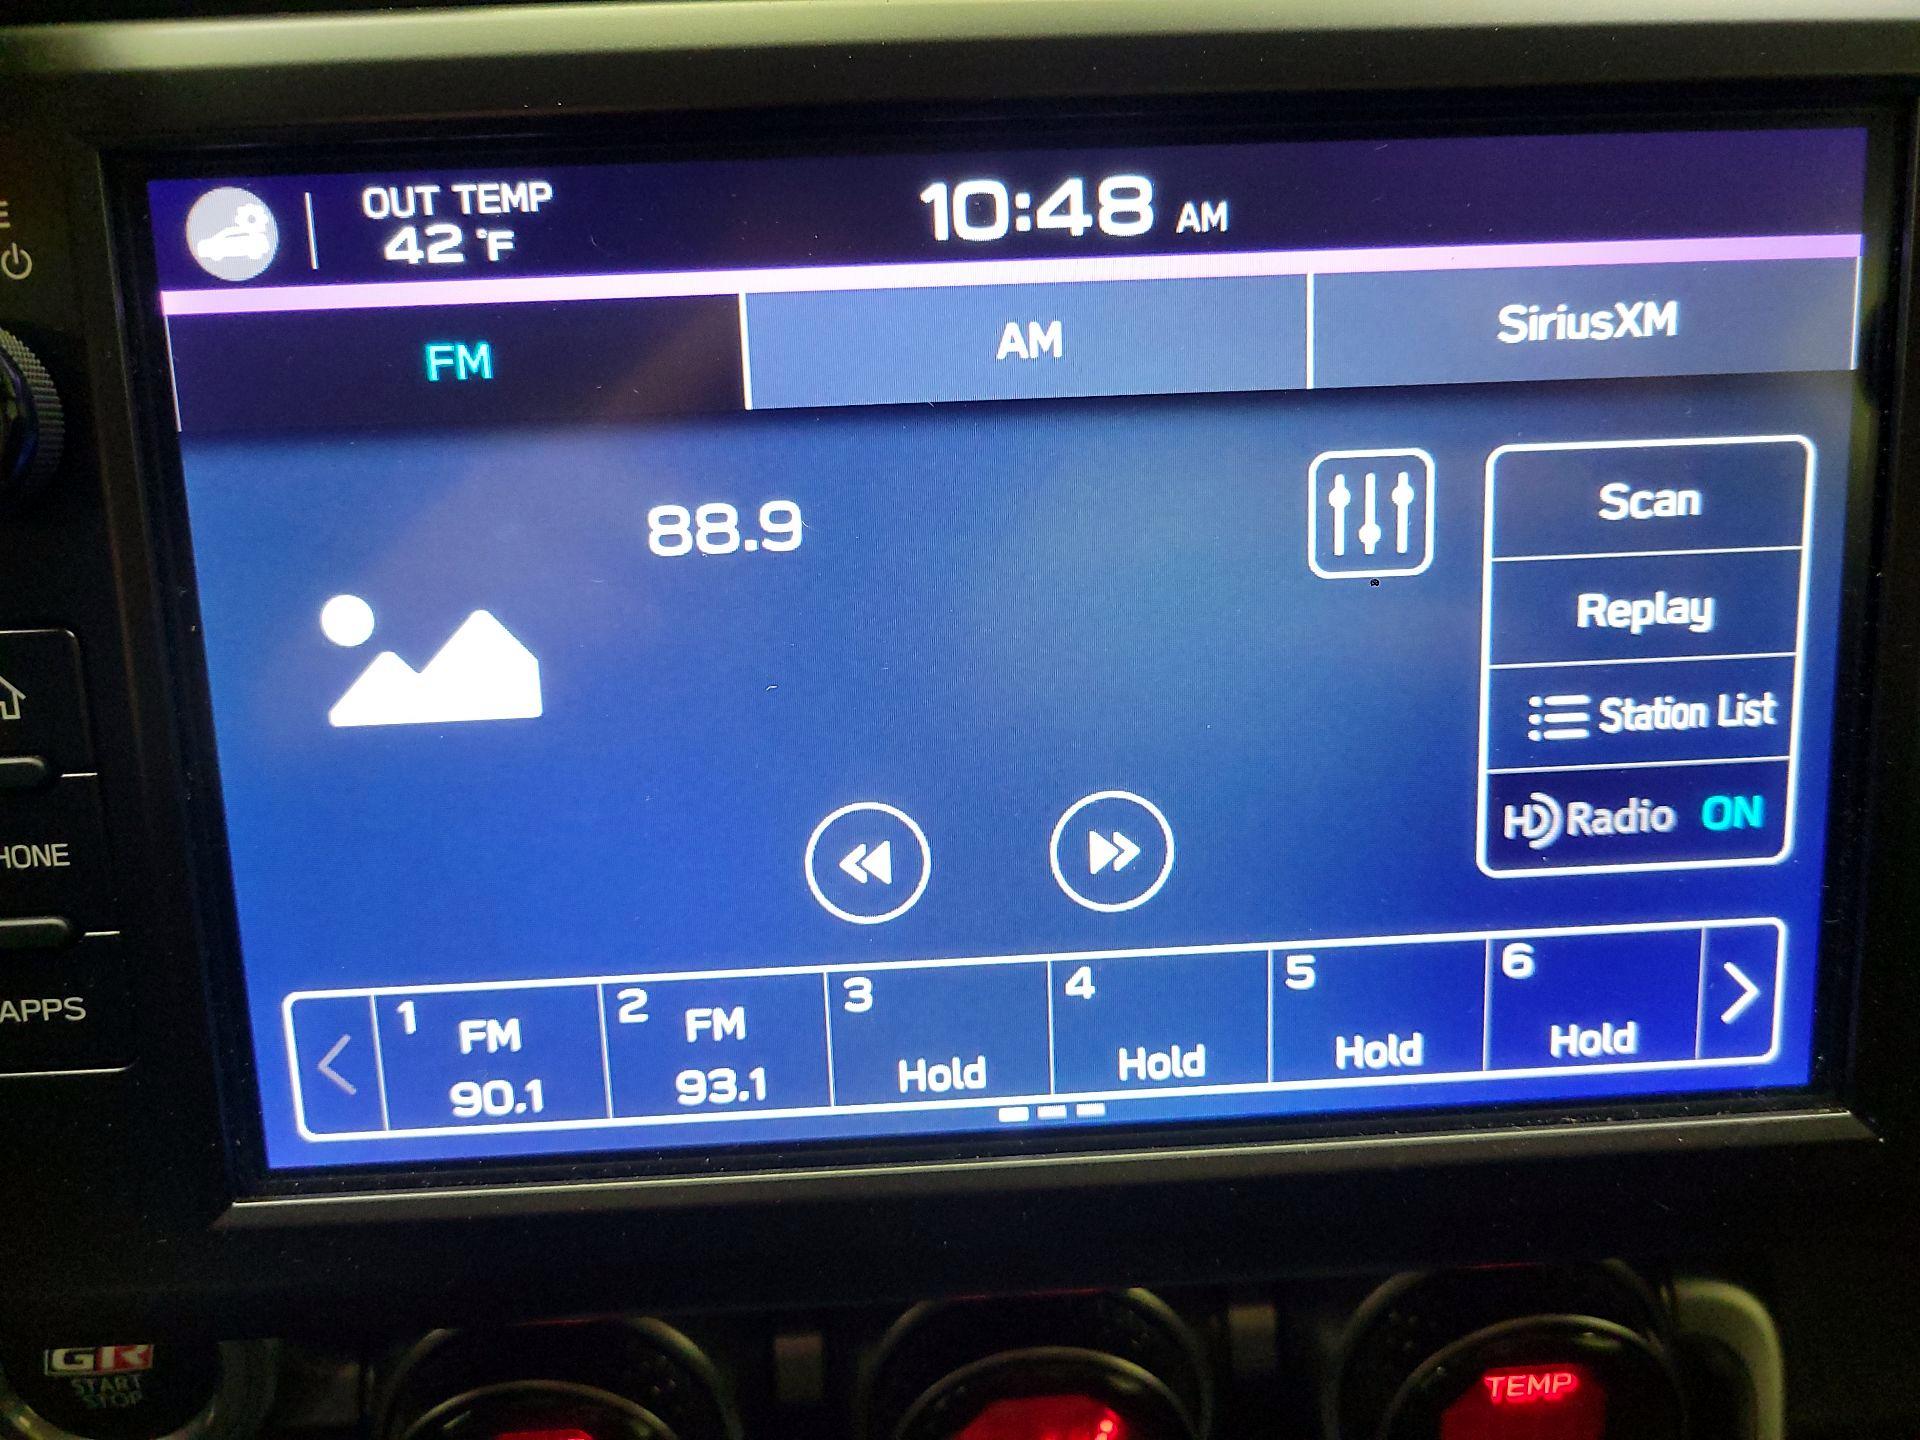 OUT TEMP
42 °F
10:48 AM
FM
AM
SiriusXM
88.9
Scan
Replay
Station List
HD Radio ON
1
FM
90.1
2
FM
93.1
3
Hold
4
Hold
5
Hold
6
Hold
APPS
GR
START
STOP
TEMP